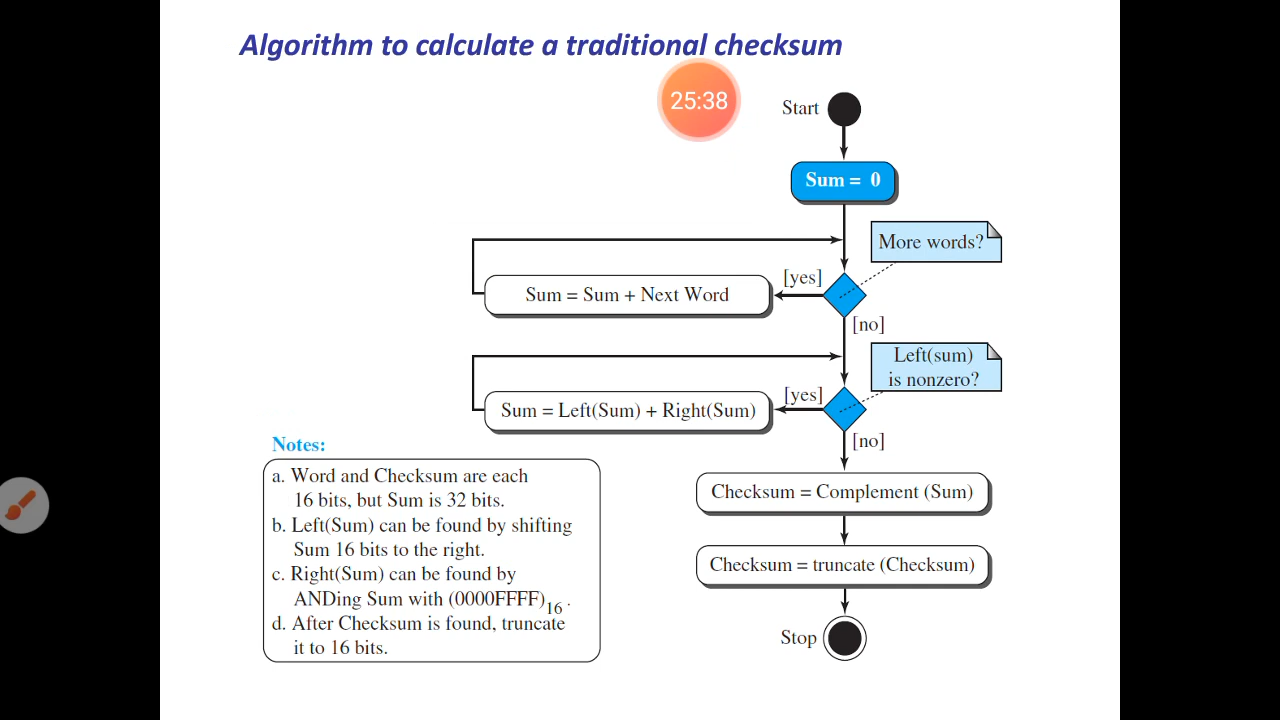 Algorithm to calculate a traditional checksum
25:38
Start
Sum = 0
More words?
[yes]
Sum = Sum + Next Word
[no]
Left(sum)
is nonzero?
[yes]
Sum = Left(Sum) + Right(Sum)
[no]
Notes:
a. Word and Checksum are each
16 bits, but Sum is 32 bits.
b. Left(Sum) can be found by shifting
Sum 16 bits to the right.
c. Right(Sum) can be found by
ANDing Sum with (0000FFFF)16.
d. After Checksum is found, truncate
it to 16 bits.
Checksum = Complement (Sum)
Checksum = truncate (Checksum)
Stop